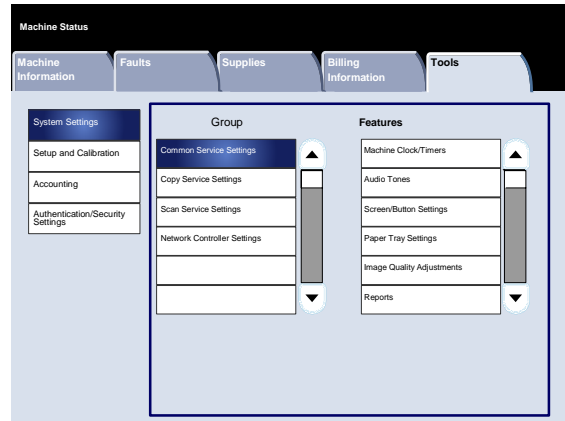 Machine Status
Machine
Information
Faults
Supplies
Billing
Information
Tools
System Settings
Setup and Calibration
Accounting
Authentication/Security
Settings
Group
Common Service Settings
Copy Service Settings
Scan Service Settings
Network Controller Settings
Features
Machine Clock/Timers
Audio Tones
Screen/Button Settings
Paper Tray Settings
Image Quality Adjustments
Reports